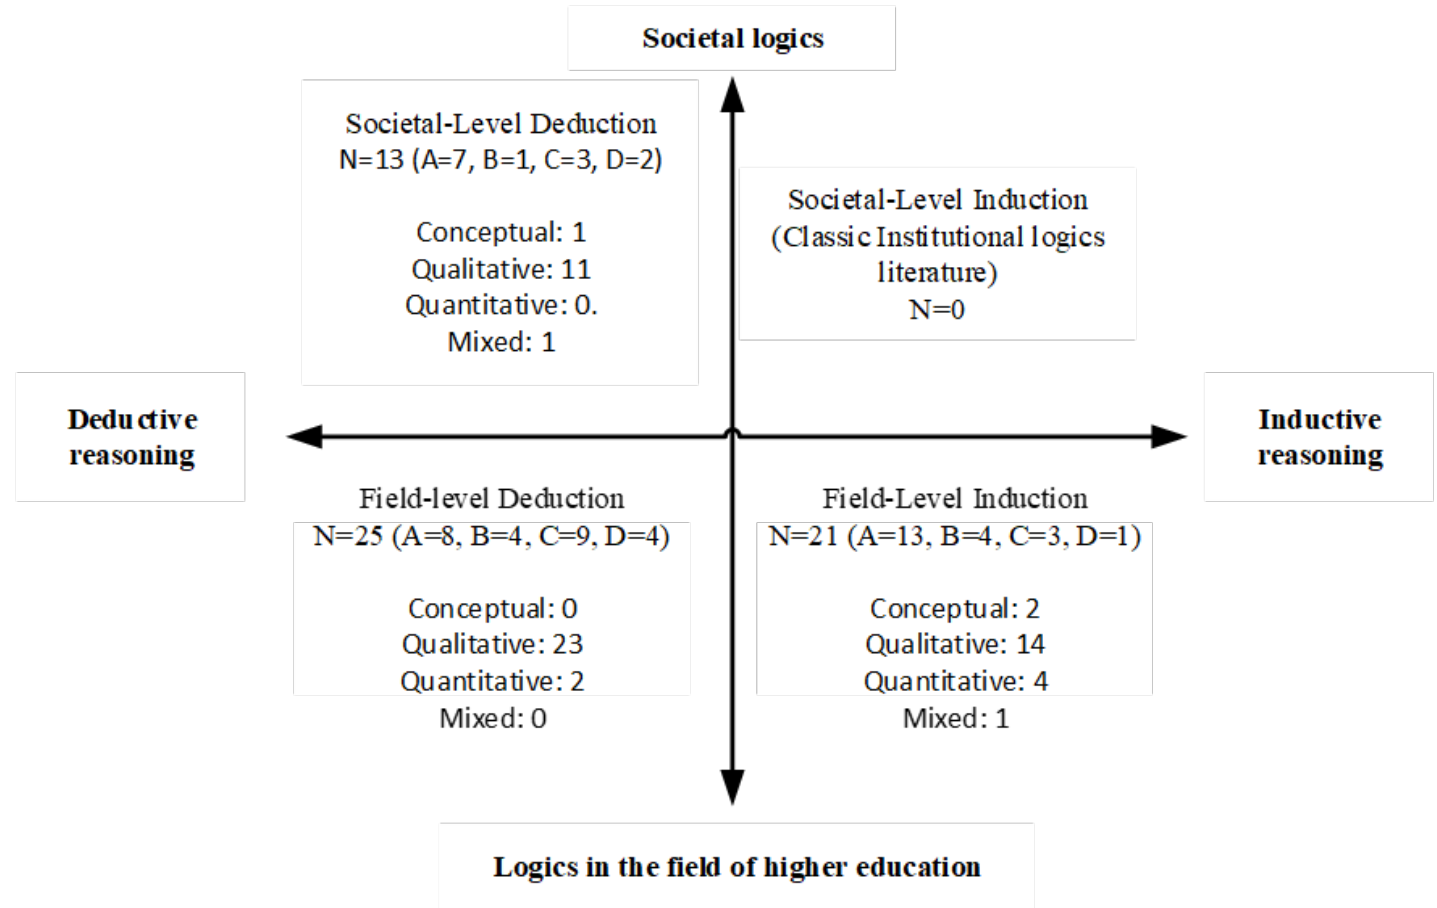 Societal logics
Societal-Level Deduction
N=13 (A=7, B=1, C=3, D=2)
Conceptual: 1
Qualitative: 11
Quantitative: 0.
Mixed: 1
Societal-Level Induction
(Classic Institutional logics
literature)
N=0
Deductive
reasoning
Inductive
reasoning
Field-level Deduction
N=25 (A=8, B=4, C=9, D=4)
Conceptual: 0
Qualitative: 23
Quantitative: 2
Mixed: 0
Field-Level Induction
N=21 (A=13, B=4, C=3, D=1)
Conceptual: 2
Qualitative: 14
Quantitative: 4
Mixed: 1
Logics in the field of higher education